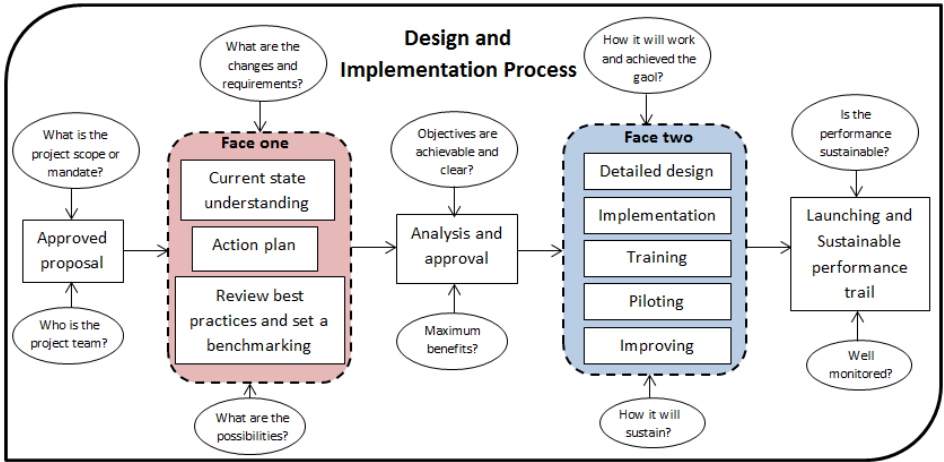 Design and
Implementation Process
What is the
project scope or
mandate?
Approved
proposal
Who is the
project team?
What are the
changes and
requirements?
Face one
Current state
understanding
Action plan
Review best
practices and set a
benchmarking
What are the
possibilities?
Objectives are
achievable and
clear?
Analysis and
approval
Maximum
benefits?
How it will work
and achieved the
gaol?
Face two
Detailed design
Implementation
Training
Piloting
Improving
How it will
sustain?
Is the
performance
sustainable?
Launching and
Sustainable
performance
trail
Well
monitored?